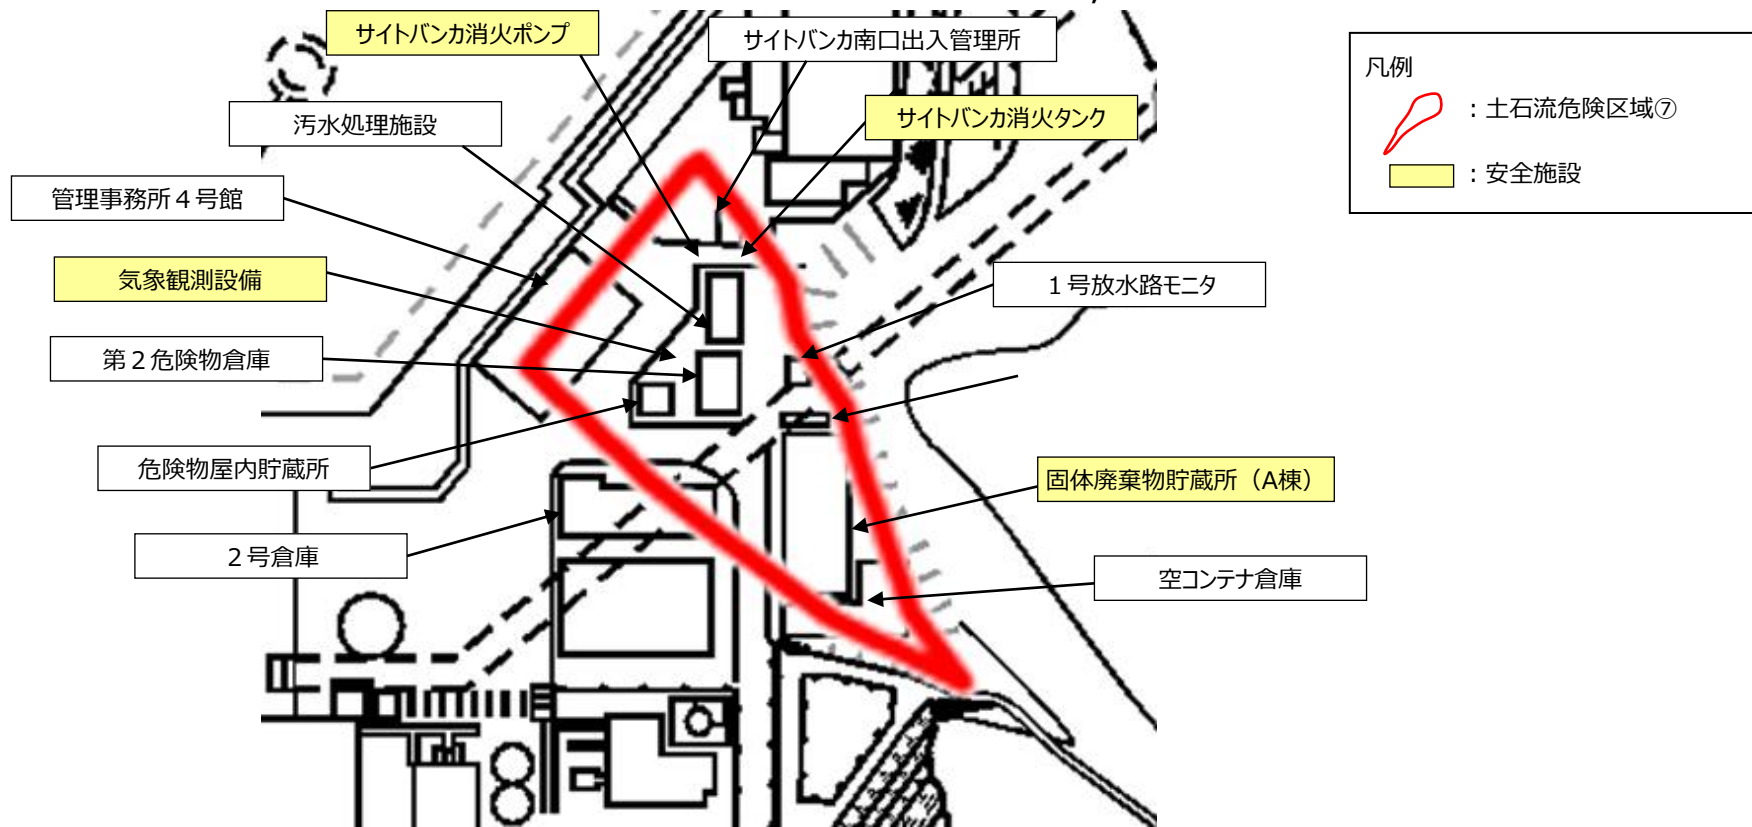 サイトバンカ消火ポンプ
サイトバンカ南口出入管理所
サイトバンカ消火タンク
汚水処理施設
管理事務所４号館
気象観測設備
１号放水路モニタ
第２危険物倉庫
危険物屋内貯蔵所
固体廃棄物貯蔵所（A棟）
２号倉庫
空コンテナ倉庫
凡例
：土石流危険区域⑦
：安全施設